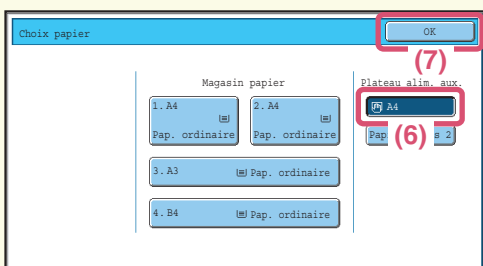 Choix papier
OK
(7)
Magasin papier
Plateau alim. aux.
1. A4
2. A4
A4
Pap. ordinaire
Pap. ordinaire
(6)
2
3. A3
Pap. ordinaire
4. B4
Pap. ordinaire